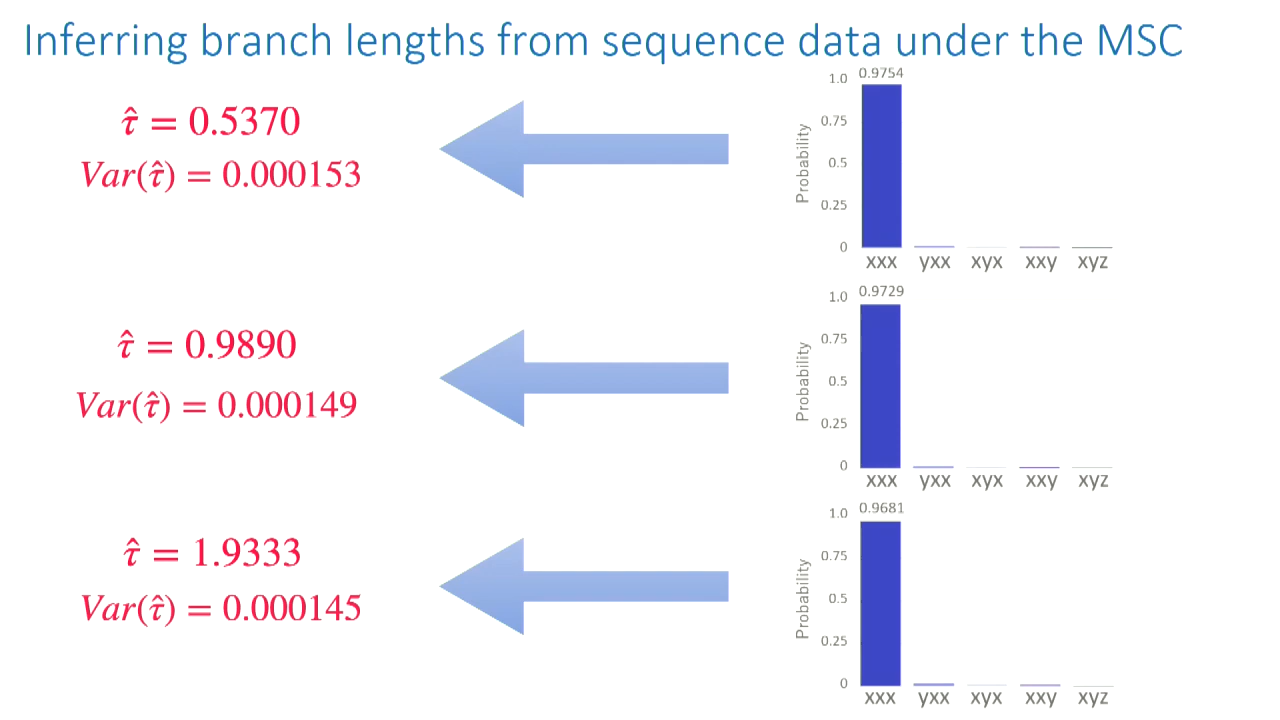 Inferring branch lengths from sequence data under the MSC
τ̂ = 0.5370
Var(τ̂) = 0.000153
0.9754
1.0
0.75
0.5
0.25
0
Probability
xxx yxx xyx xxy xyz
τ̂ = 0.9890
Var(τ̂) = 0.000149
0.9729
1.0
0.75
0.5
0.25
0
Probability
xxx yxx xyx xxy xyz
τ̂ = 1.9333
Var(τ̂) = 0.000145
0.9681
1.0
0.75
0.5
0.25
0
Probability
xxx yxx xyx xxy xyz